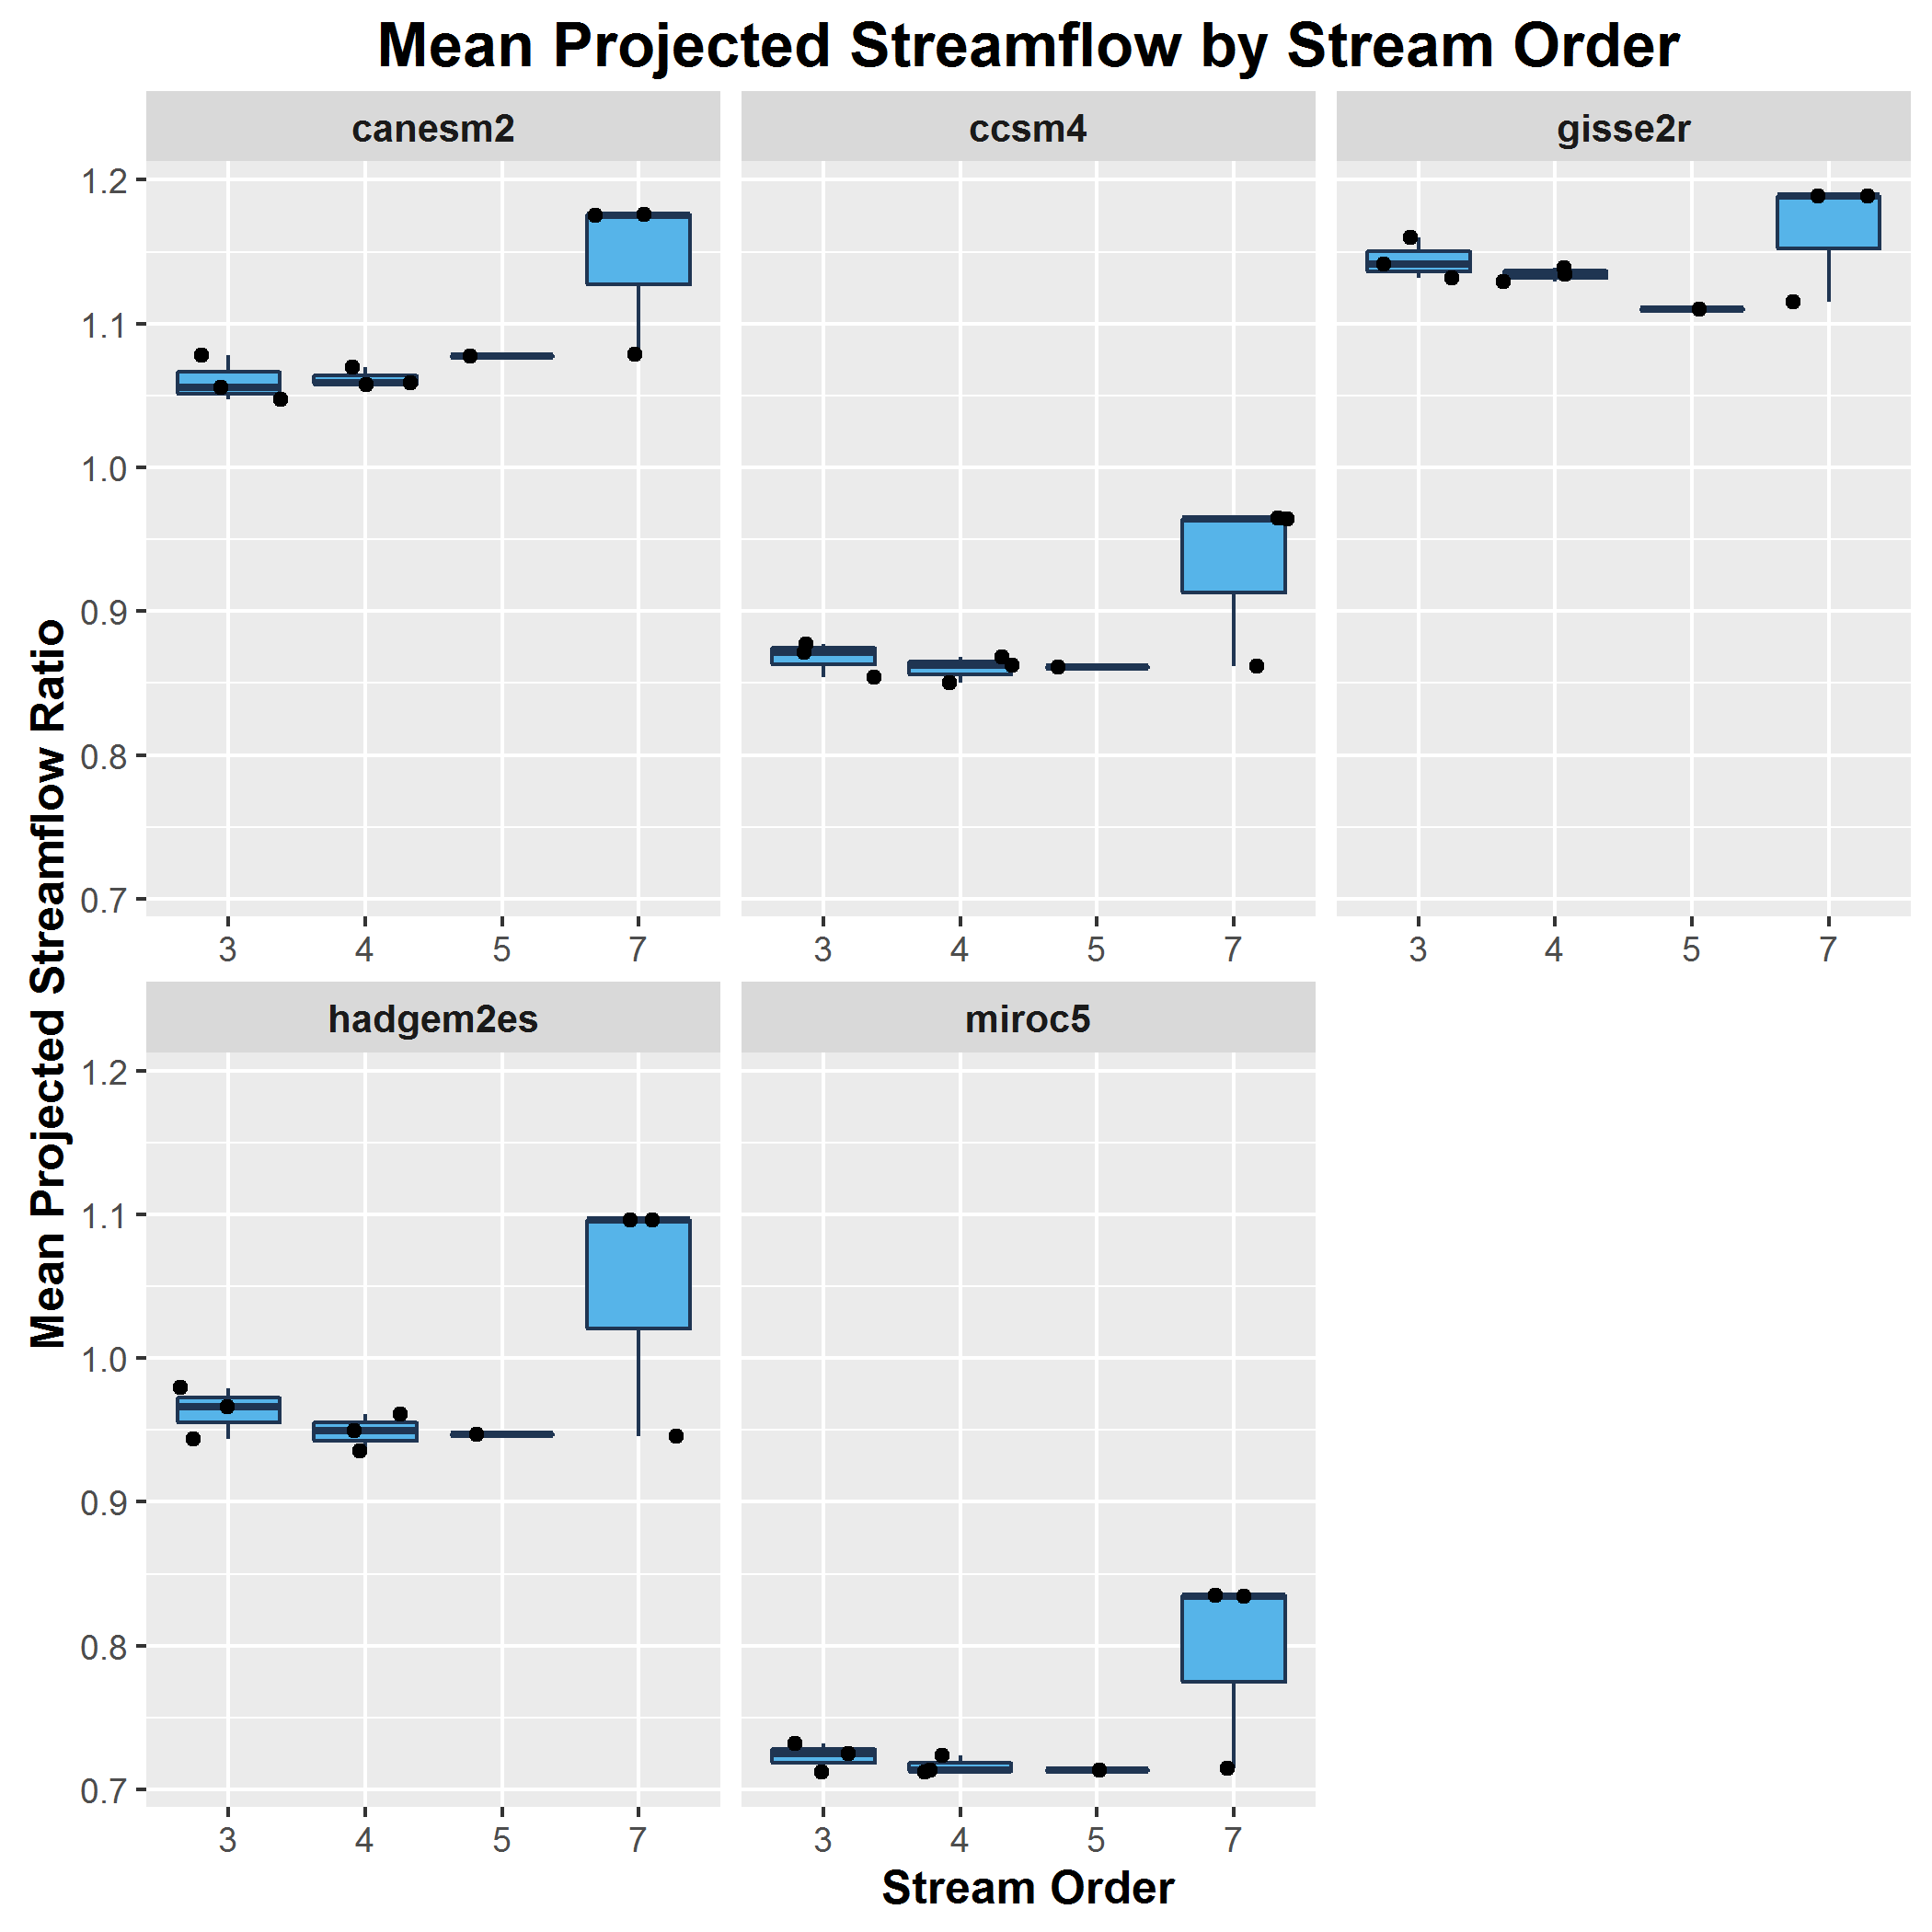 Mean Projected Streamflow by Stream Order
canesm2
ccsm4
gisse2r
1.2
1.1
1.0
0.9
0.8
0.7
3 4 5 7
3 4 5 7
3 4 5 7
Mean Projected Streamflow Ratio
hadgem2es
miroc5
1.2
1.1
1.0
0.9
0.8
0.7
3 4 5 7
3 4 5 7
Stream Order